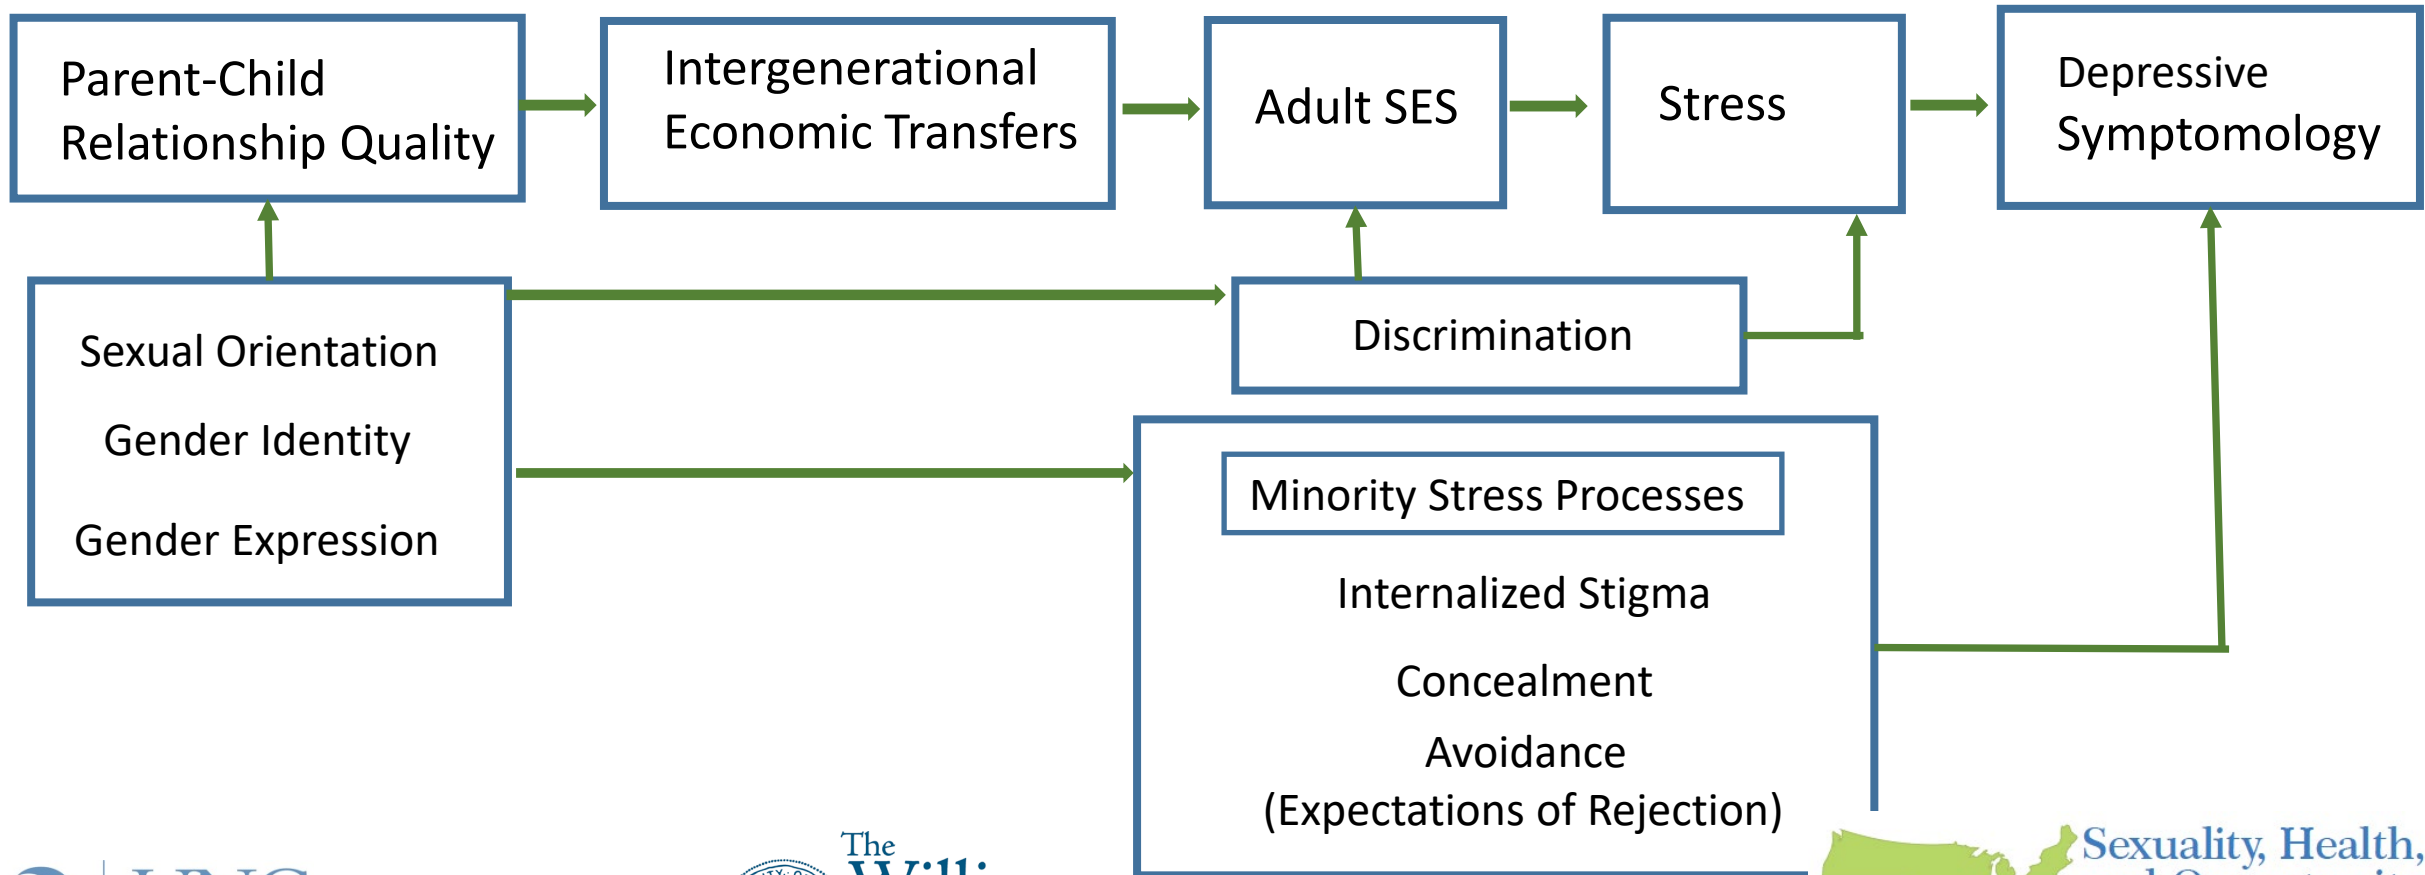 Parent-Child
Relationship Quality
Intergenerational
Economic Transfers
Adult SES
Stress
Depressive
Symptomology
Sexual Orientation
Gender Identity
Gender Expression
Discrimination
Minority Stress Processes
Internalized Stigma
Concealment
Avoidance
(Expectations of Rejection)
The
Sexuality, Health,